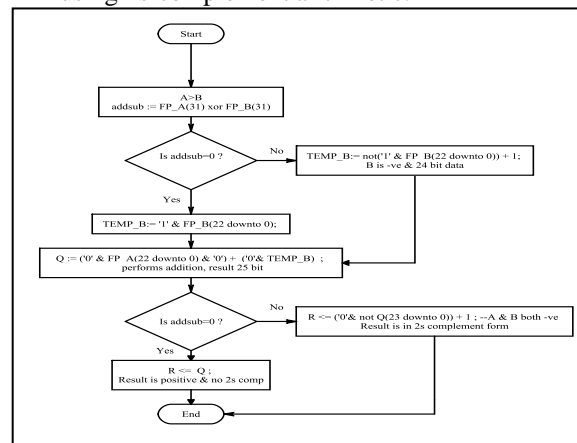 Start
A>B
addsub := FP_A(31) xor FP_B(31)
Is addsub=0 ?
No
TEMP_B:= not('1' & FP_B(22 downto 0)) + 1;
B is -ve & 24 bit data
Yes
TEMP_B:= '1' & FP_B(22 downto 0);
Q := ('0' & FP_A(22 downto 0) & '0') + ('0'& TEMP_B) ;
performs addition, result 25 bit
Is addsub=0 ?
No
R <= ('0'& not Q(23 downto 0)) + 1 ; --A & B both -ve
Result is in 2s complement form
Yes
R <= Q ;
Result is positive & no 2s comp
End